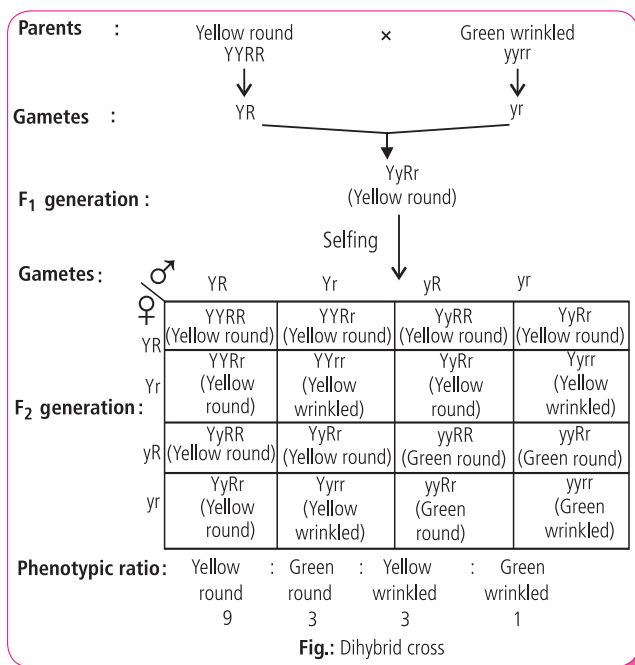 Parents : Yellow round × Green wrinkled
YYRR yyrr
Gametes : YR yr
YyRr
F₁ generation : (Yellow round)
Selfing
Gametes: ♂ YR Yr yR yr
♀
YR YYRR (Yellow round) YYRr (Yellow round) YyRR (Yellow round) YyRr (Yellow round)
Yr YYRr (Yellow round) YYrr (Yellow wrinkled) YyRr (Yellow round) Yyrr (Yellow wrinkled)
F₂ generation:
yR YyRR (Yellow round) YyRr (Yellow round) yyRR (Green round) yyRr (Green round)
yr YyRr (Yellow round) Yyrr (Yellow wrinkled) yyRr (Green round) yyrr (Green wrinkled)
Phenotypic ratio: Yellow : Green : Yellow : Green
round round wrinkled wrinkled
9 3 3 1
Fig.: Dihybrid cross